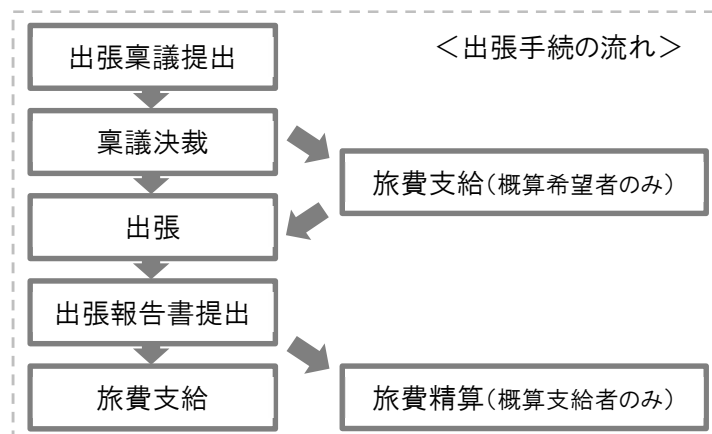 ＜出張手続の流れ＞
出張稟議提出
稟議決裁
旅費支給（概算希望者のみ）
出張
出張報告書提出
旅費支給
旅費精算（概算支給者のみ）